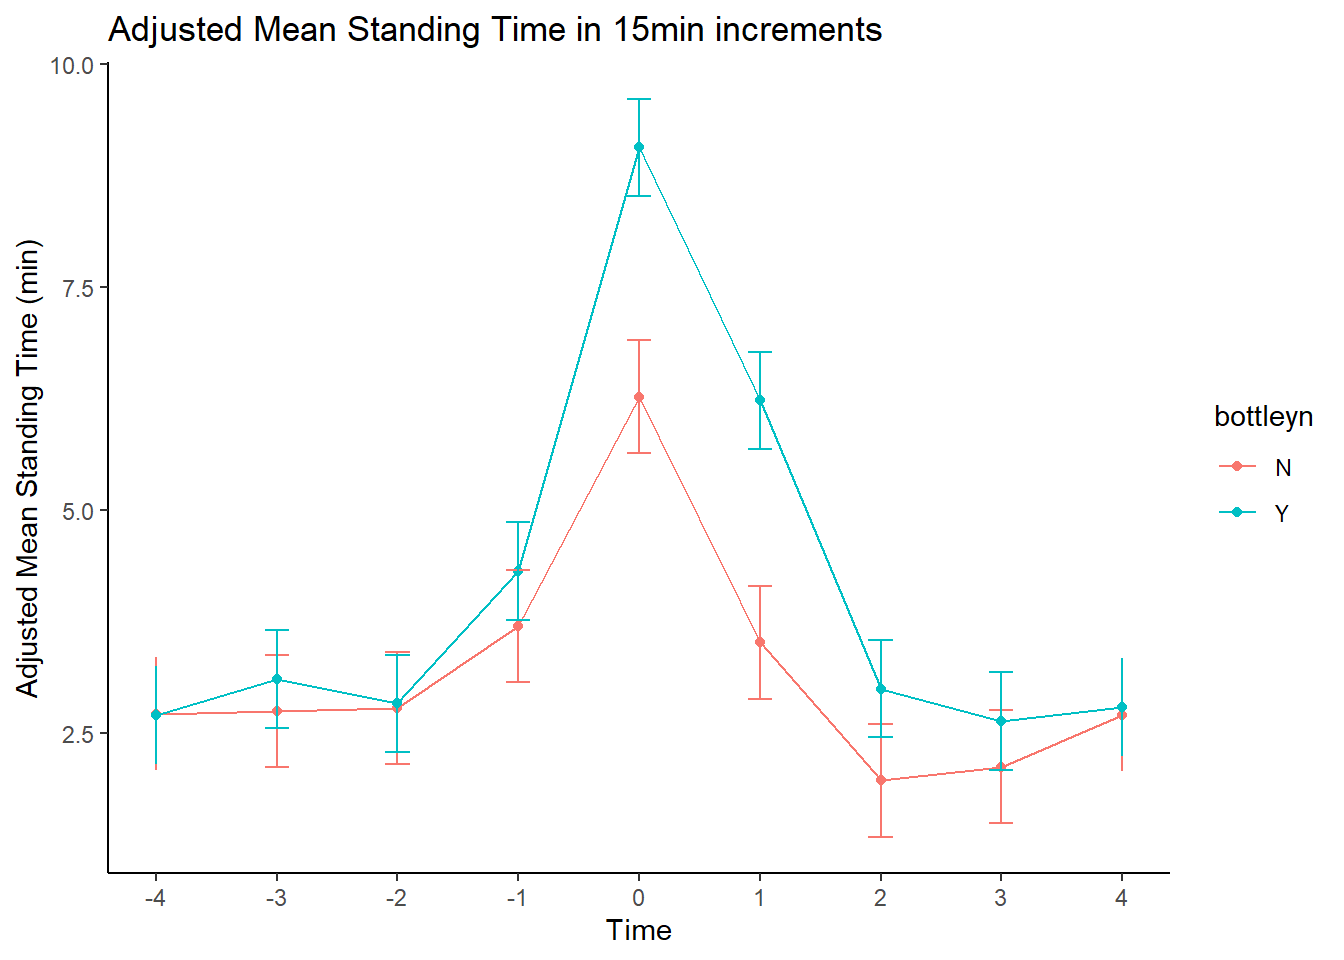 Adjusted Mean Standing Time in 15min increments
10.0
7.5
5.0
2.5
Adjusted Mean Standing Time (min)
-4 -3 -2 -1 0 1 2 3 4
Time
bottleyn
N
Y